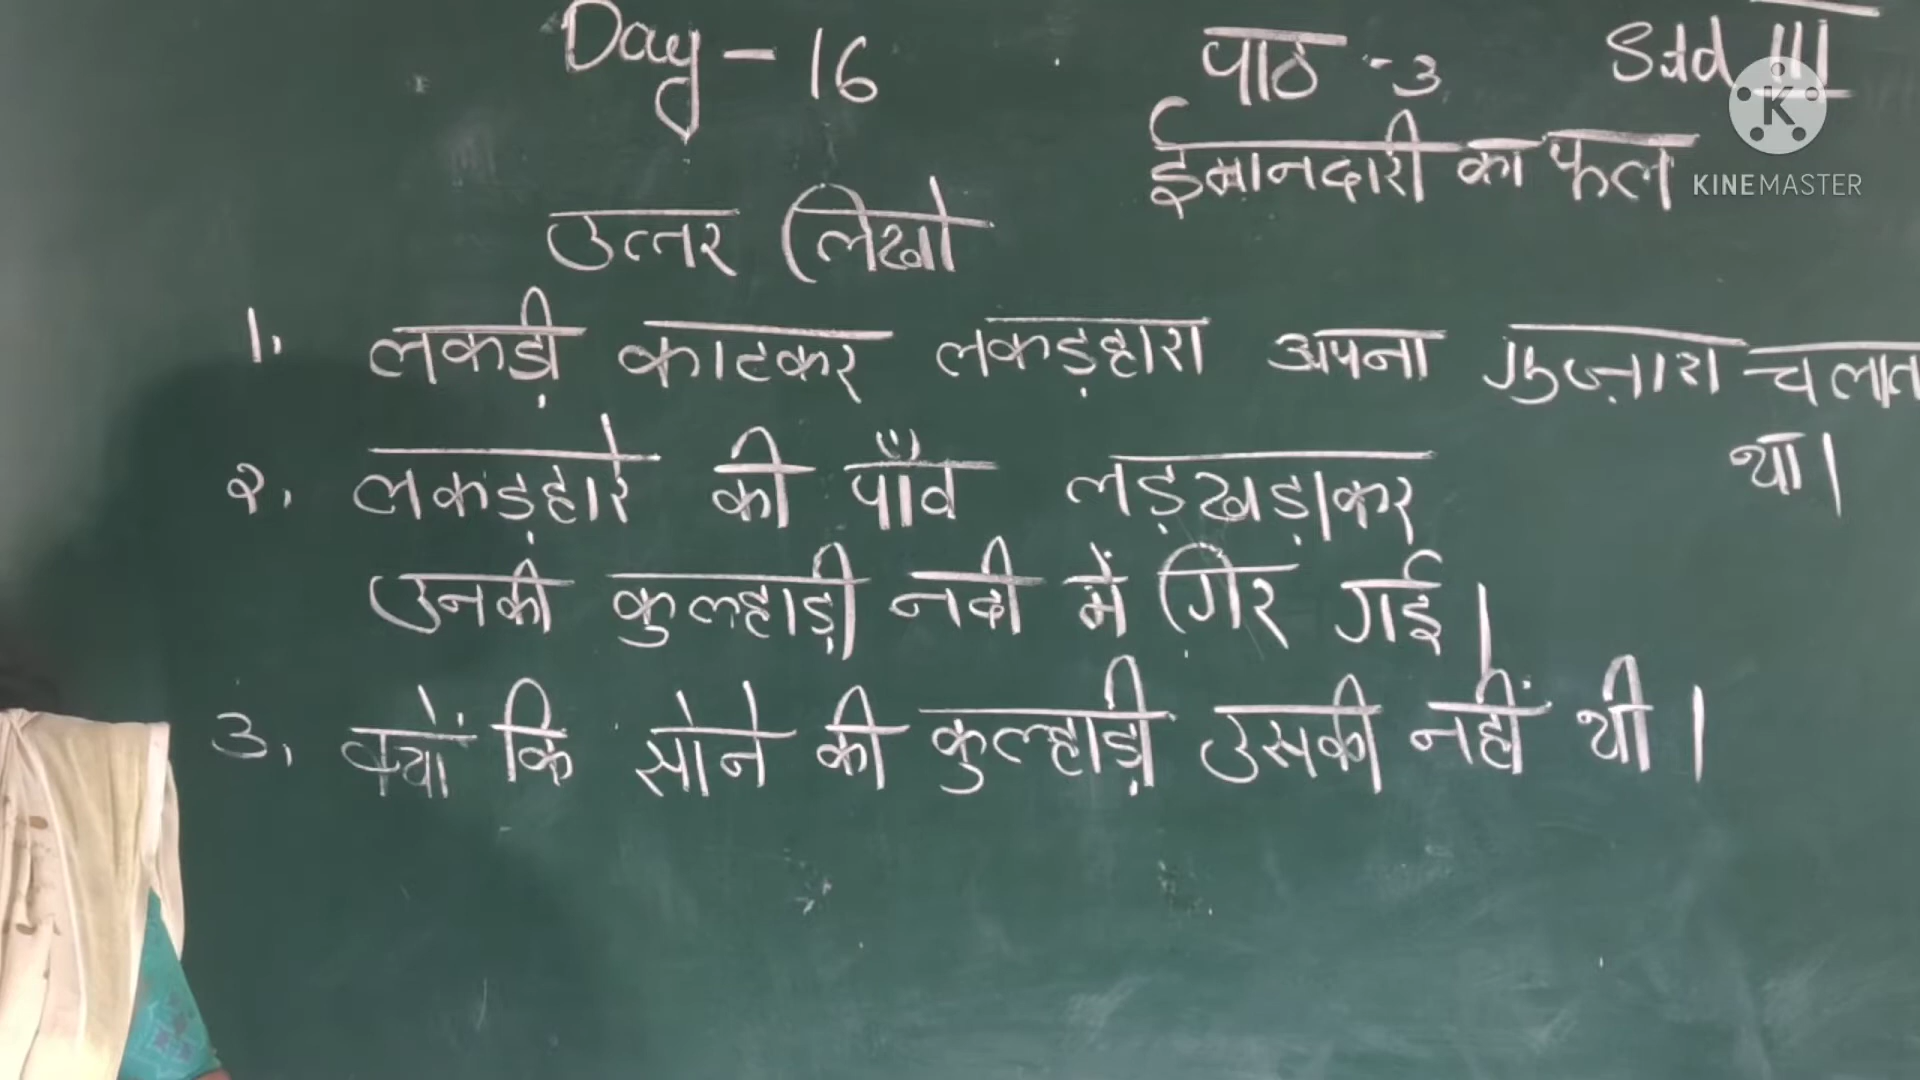 Day - 16 पाठ - 3 Std III
ईमानदारी का फल
KINEMASTER
उत्तर लिखो
1. लकड़ी काटकर लकड़हारा अपना गुज़ारा चलात
था।
२. लकड़हारे की पाँव लड़खड़ाकर
उनकी कुल्हाड़ी नदी में गिर गई।
3. क्यों कि सोने की कुल्हाड़ी उसकी नहीं थी।